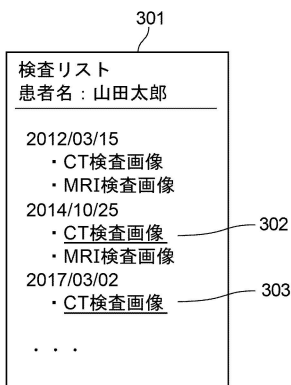 301
検査リスト
患者名：山田太郎
2012/03/15
・CT検査画像
・MRI検査画像
2014/10/25
・CT検査画像 302
・MRI検査画像
2017/03/02
・CT検査画像 303
・・・